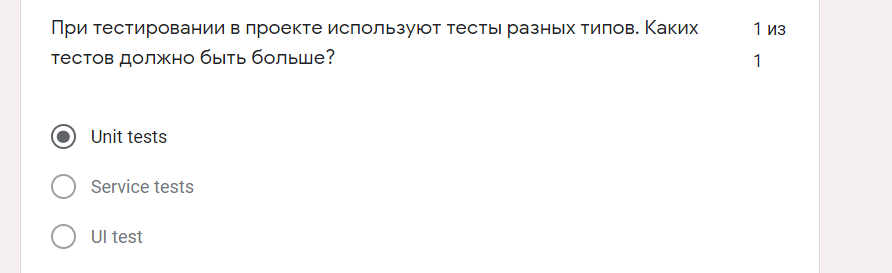 При тестировании в проекте используют тесты разных типов. Каких
тестов должно быть больше?
1 из
1
Unit tests
Service tests
UI test